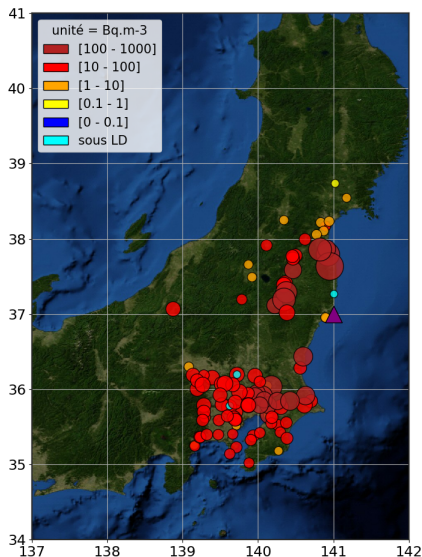 unité = Bq.m-3
[100 - 1000]
[10 - 100]
[1 - 10]
[0.1 - 1]
[0 - 0.1]
sous LD
41
40
39
38
37
36
35
34
137 138 139 140 141 142